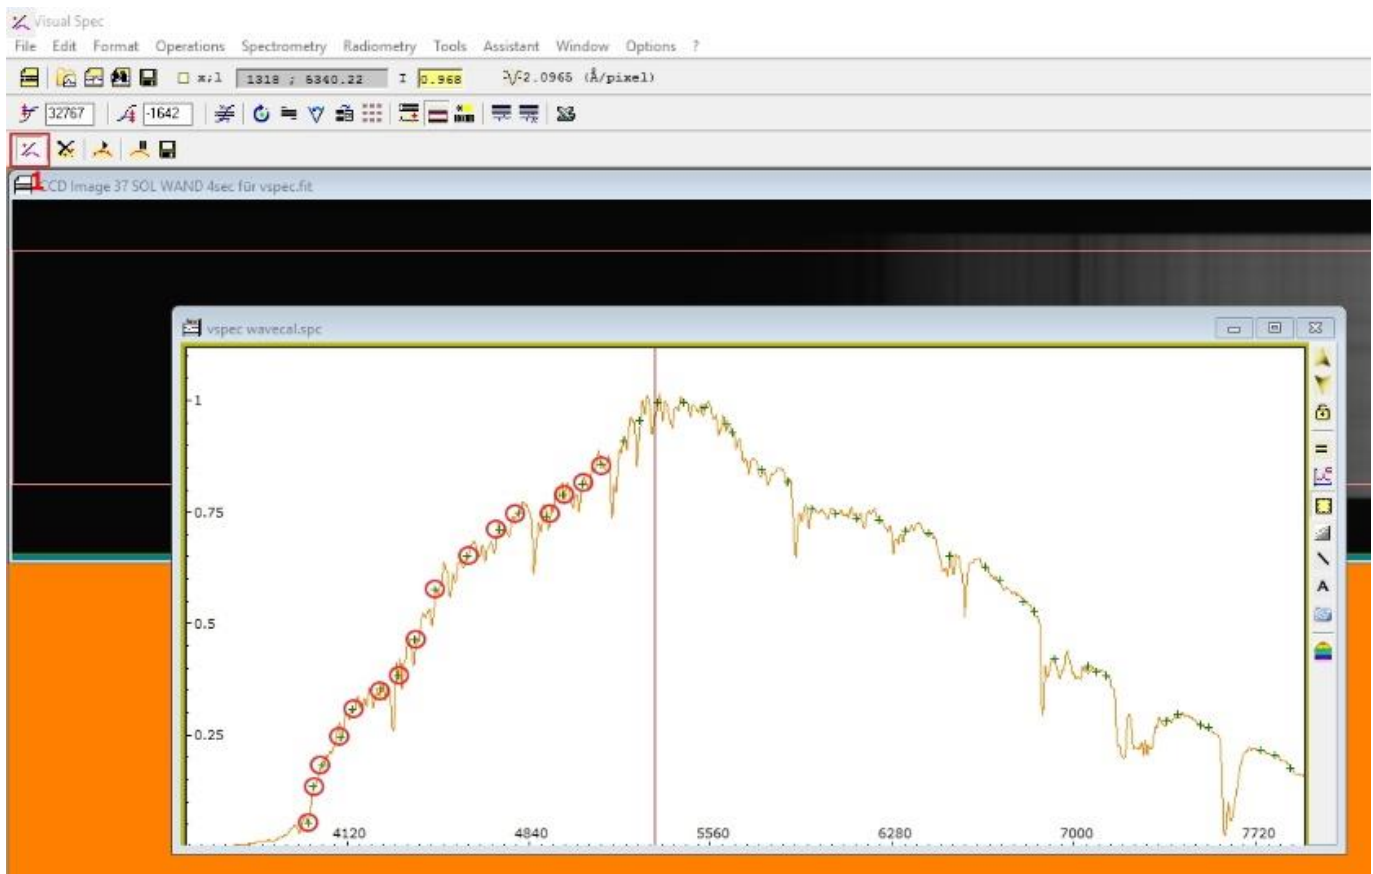 Visual Spec
File Edit Format Operations Spectrometry Radiometry Tools Assistant Window Options ?
x;l 1318 ; 5340.22 I 0.968 2.0965 (Å/pixel)
32767 -1642
1
CCD Image 37 SOL WAND 4sec für vspec.fit
vspec wavecal.spc
1
0.75
0.5
0.25
4120 4840 5560 6280 7000 7720
A